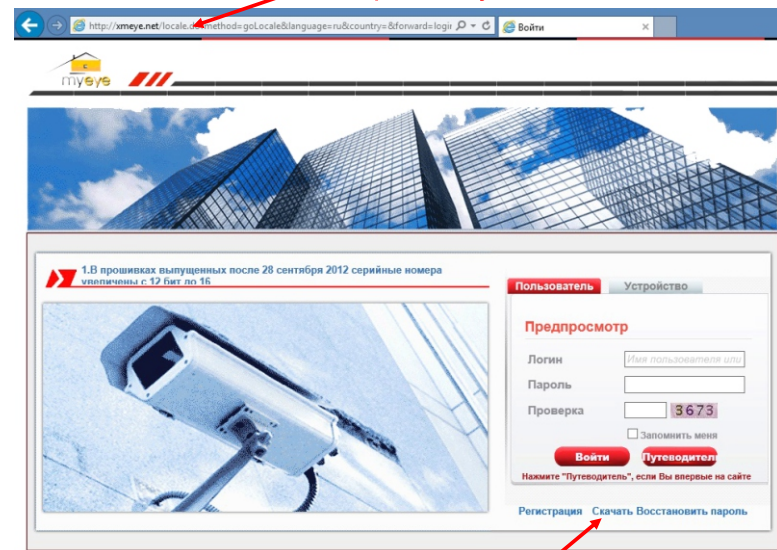 http://xmeye.net/locale.do?method=goLocale&language=ru&country=&forward=login
Войти
myeye
1.В прошивках выпущенных после 28 сентября 2012 серийные номера
увеличены с 12 бит до 16
Пользователь Устройство
Предпросмотр
Логин Имя пользователя или
Пароль
Проверка 3673
Запомнить меня
Войти Путеводител
Нажмите "Путеводитель", если Вы впервые на сайте
Регистрация Скачать Восстановить пароль